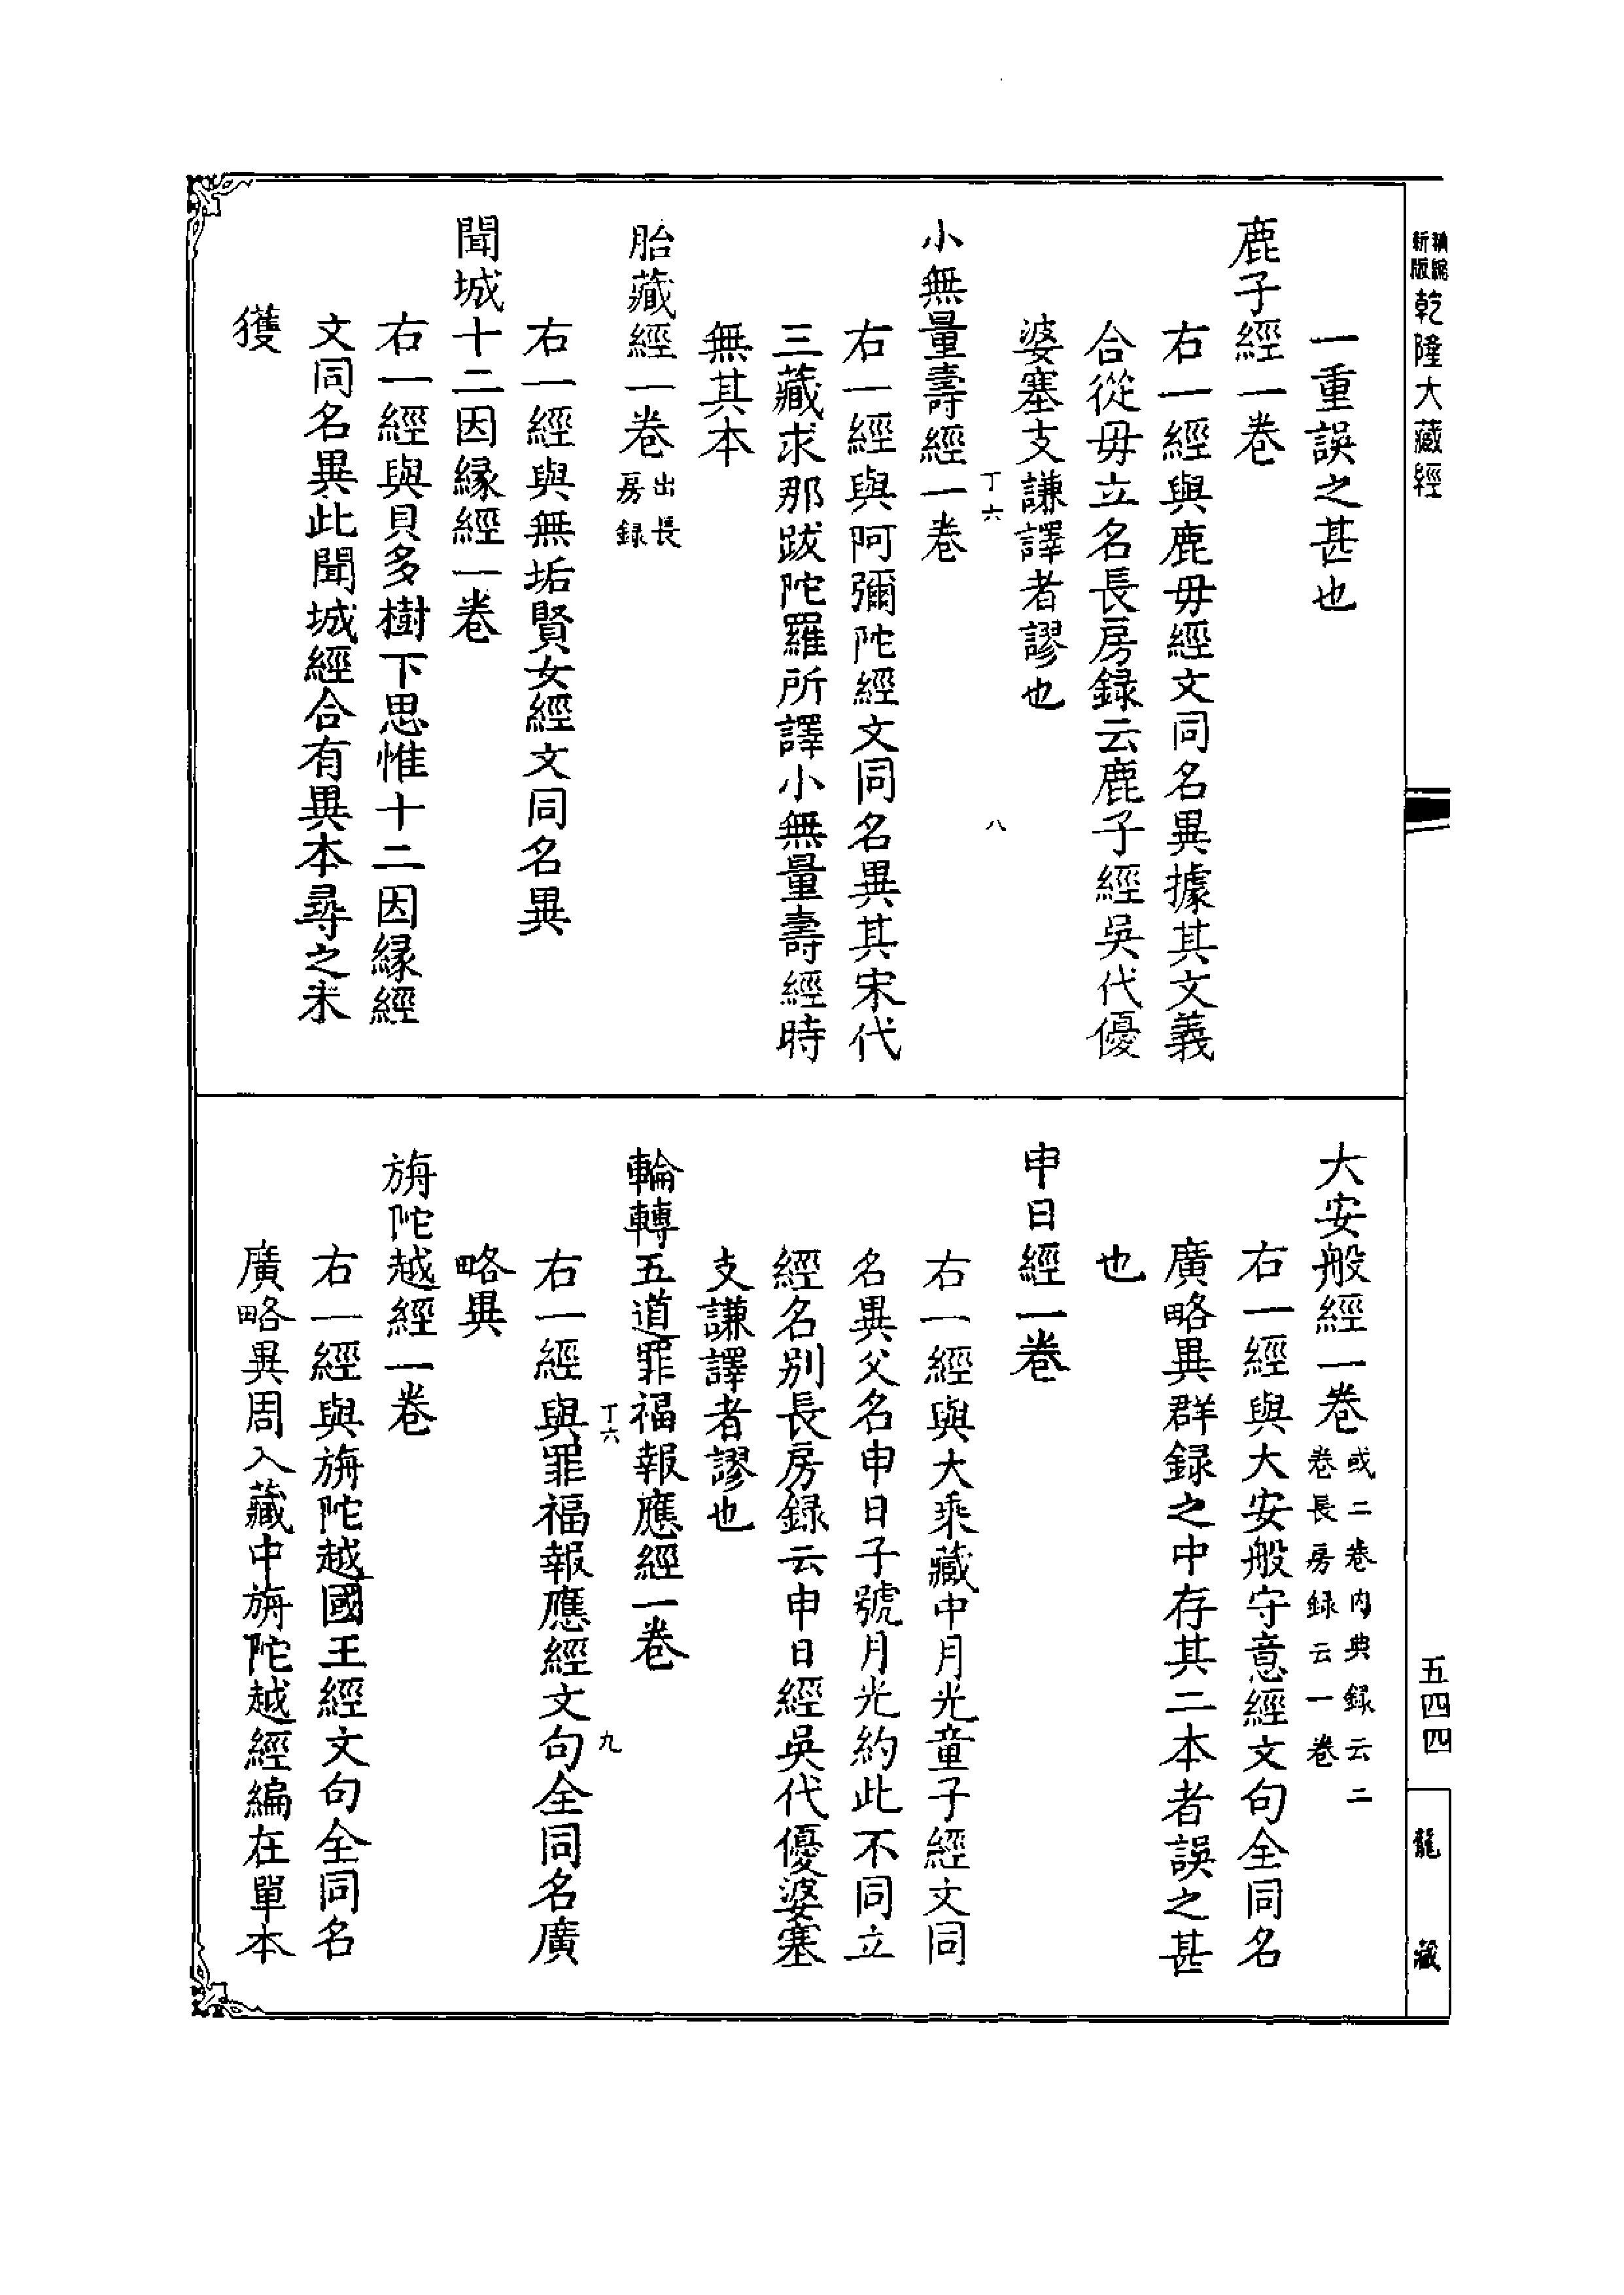 精編
新版
乾隆大藏經
一重誤之甚也
鹿子經一卷
右一經與鹿毋經文同名異據其文義
合從毋立名長房録云鹿子經吳代優
婆塞支謙譯者謬也
丁六
八
小無量壽經一卷
右一經與阿彌陀經文同名異其宋代
三藏求那跋陀羅所譯小無量壽經時
無其本
胎藏經一卷出長
房録
右一經與無垢賢女經文同名異
聞城十二因縁經一卷
右一經與貝多樹下思惟十二因縁經
文同名異此聞城經合有異本尋之未
獲
大安般經一卷或二卷内典録云二
卷長房録云一卷
右一經與大安般守意經文句全同名
廣略異群録之中存其二本者誤之甚
也
申日經一卷
右一經與大乘藏中月光童子經文同
名異父名申日子號月光約此不同立
經名别長房録云申日經吳代優婆塞
支謙譯者謬也
輪轉五道罪福報應經一卷
丁六
九
右一經與罪福報應經文句全同名廣
略異
旃陀越經一卷
右一經與旃陀越國王經文句全同名
廣略異周入藏中旃陀越經編在單本
五四四
龍藏